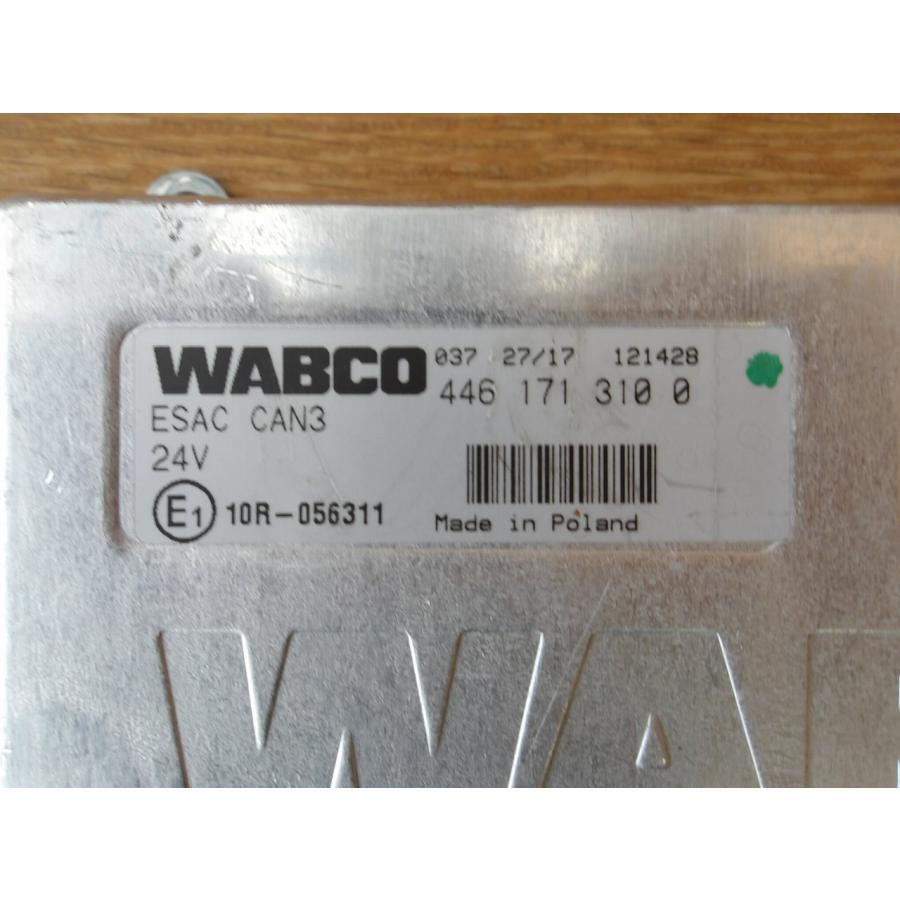 WABCO 037 27/17 121428
446 171 310 0
ESAC CAN3
24V
E1 10R-056311
Made in Poland
WA